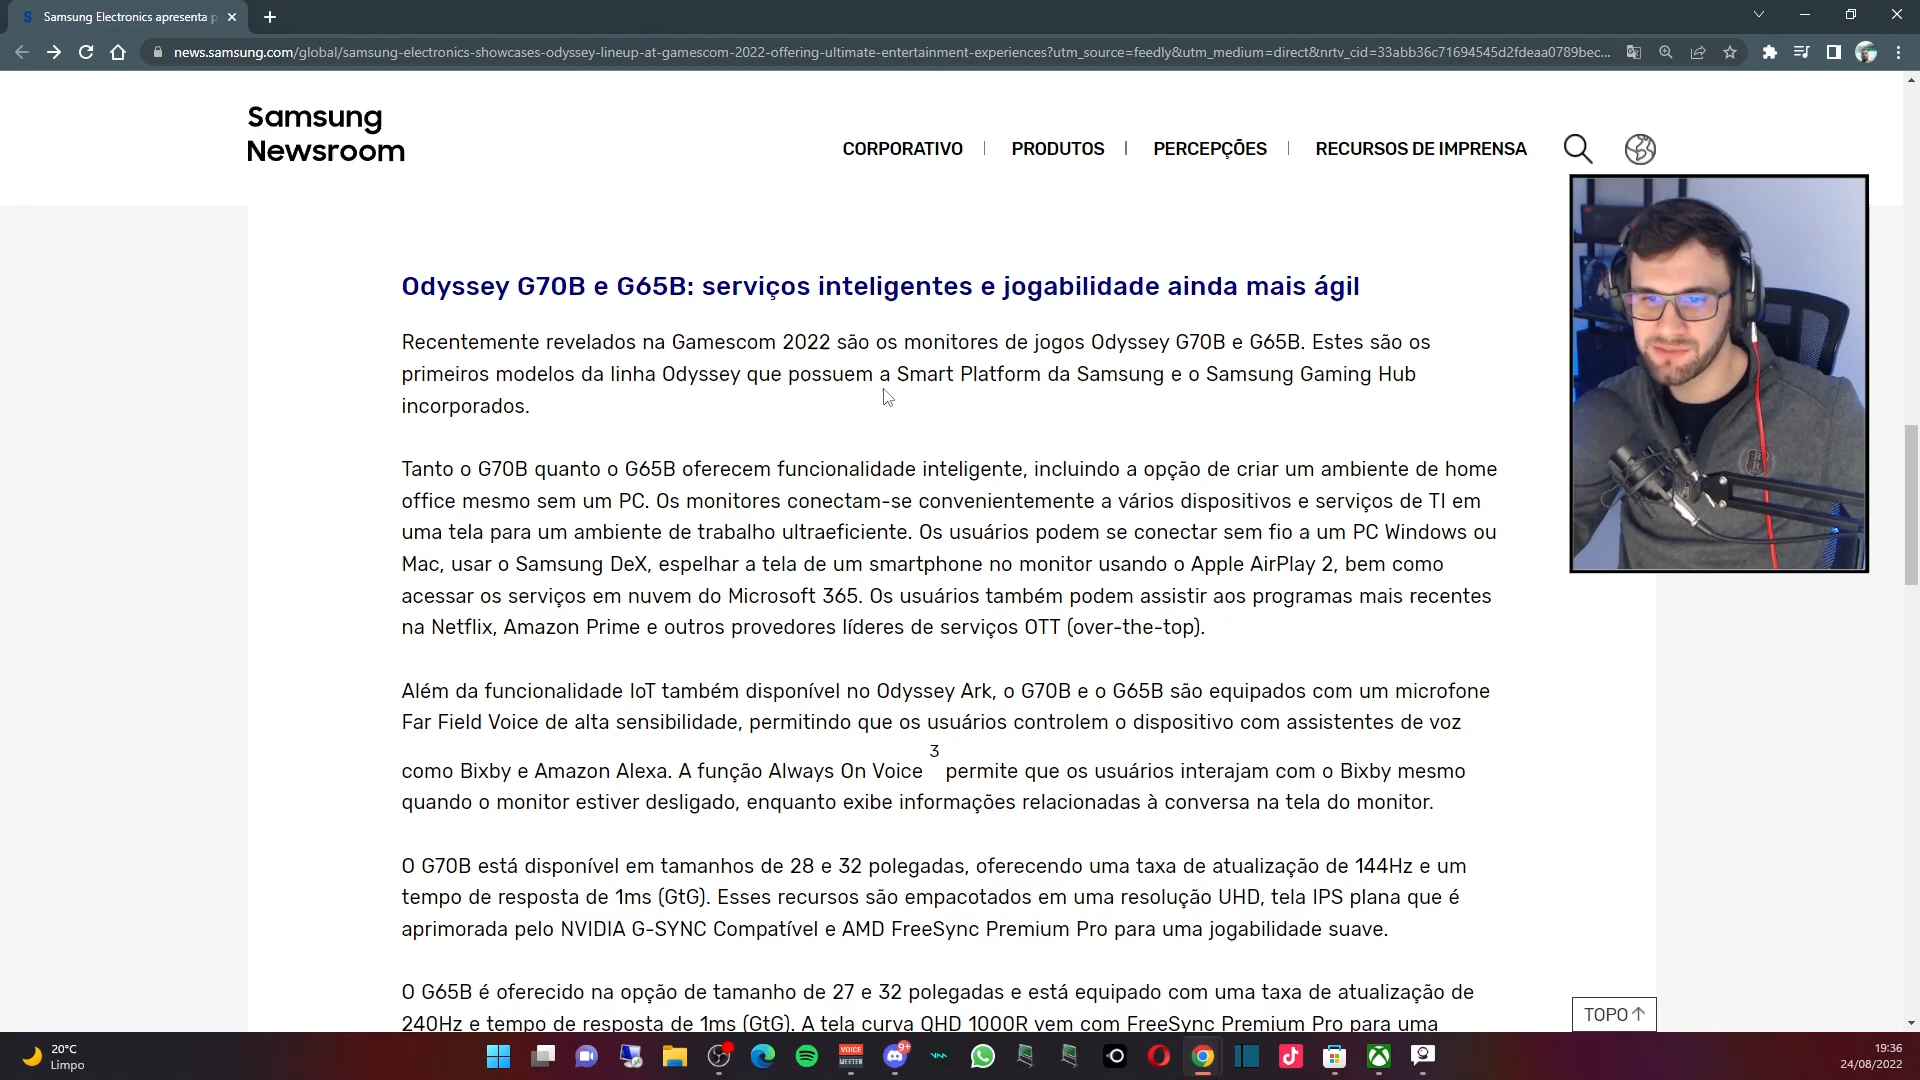 Samsung Electronics apresenta p
news.samsung.com/global/samsung-electronics-showcases-odyssey-lineup-at-gamescom-2022-offering-ultimate-entertainment-experiences?utm_source=feedly&utm_medium=direct&nrtv_cid=33abb36c71694545d2fdeaa0789bec...
Samsung
Newsroom
CORPORATIVO
PRODUTOS
PERCEPÇÕES
RECURSOS DE IMPRENSA
Odyssey G70B e G65B: serviços inteligentes e jogabilidade ainda mais ágil
Recentemente revelados na Gamescom 2022 são os monitores de jogos Odyssey G70B e G65B. Estes são os
primeiros modelos da linha Odyssey que possuem a Smart Platform da Samsung e o Samsung Gaming Hub
incorporados.
Tanto o G70B quanto o G65B oferecem funcionalidade inteligente, incluindo a opção de criar um ambiente de home
office mesmo sem um PC. Os monitores conectam-se convenientemente a vários dispositivos e serviços de TI em
uma tela para um ambiente de trabalho ultraeficiente. Os usuários podem se conectar sem fio a um PC Windows ou
Mac, usar o Samsung DeX, espelhar a tela de um smartphone no monitor usando o Apple AirPlay 2, bem como
acessar os serviços em nuvem do Microsoft 365. Os usuários também podem assistir aos programas mais recentes
na Netflix, Amazon Prime e outros provedores líderes de serviços OTT (over-the-top).
Além da funcionalidade IoT também disponível no Odyssey Ark, o G70B e o G65B são equipados com um microfone
Far Field Voice de alta sensibilidade, permitindo que os usuários controlem o dispositivo com assistentes de voz
como Bixby e Amazon Alexa. A função Always On Voice 3 permite que os usuários interajam com o Bixby mesmo
quando o monitor estiver desligado, enquanto exibe informações relacionadas à conversa na tela do monitor.
O G70B está disponível em tamanhos de 28 e 32 polegadas, oferecendo uma taxa de atualização de 144Hz e um
tempo de resposta de 1ms (GtG). Esses recursos são empacotados em uma resolução UHD, tela IPS plana que é
aprimorada pelo NVIDIA G-SYNC Compatível e AMD FreeSync Premium Pro para uma jogabilidade suave.
O G65B é oferecido na opção de tamanho de 27 e 32 polegadas e está equipado com uma taxa de atualização de
240Hz e tempo de resposta de 1ms (GtG). A tela curva QHD 1000R vem com FreeSync Premium Pro para uma
TOPO
20°C
Limpo
VOICE
MEETER
9+
19:36
24/08/2022